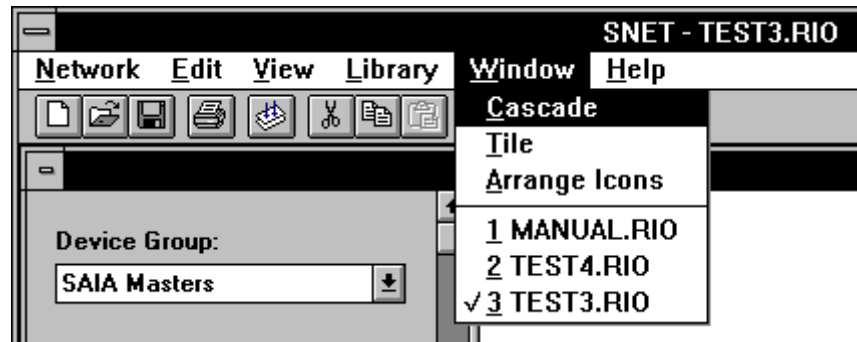 SNET - TEST3.RIO
Network Edit View Library Window Help
Cascade
Tile
Arrange Icons
1 MANUAL.RIO
2 TEST4.RIO
√ 3 TEST3.RIO
Device Group:
SAIA Masters